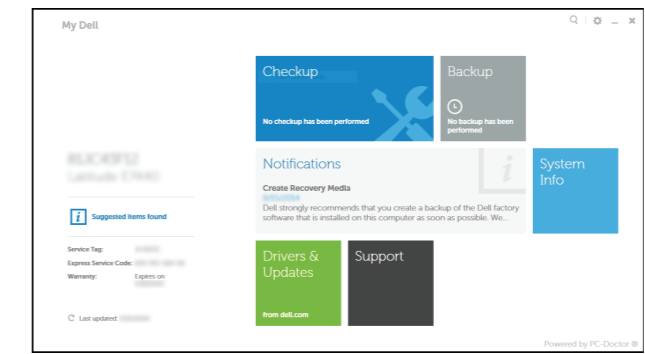 My Dell
Checkup
No checkup has been performed
Backup
No backup has been
performed
Latitude E7440
Suggested items found
Service Tag:
Express Service Code:
Warranty: Expires on
Last updated:
Notifications
Create Recovery Media
Dell strongly recommends that you create a backup of the Dell factory
software that is installed on this computer as soon as possible. We...
System
Info
Drivers &
Updates
from dell.com
Support
Powered by PC-Doctor